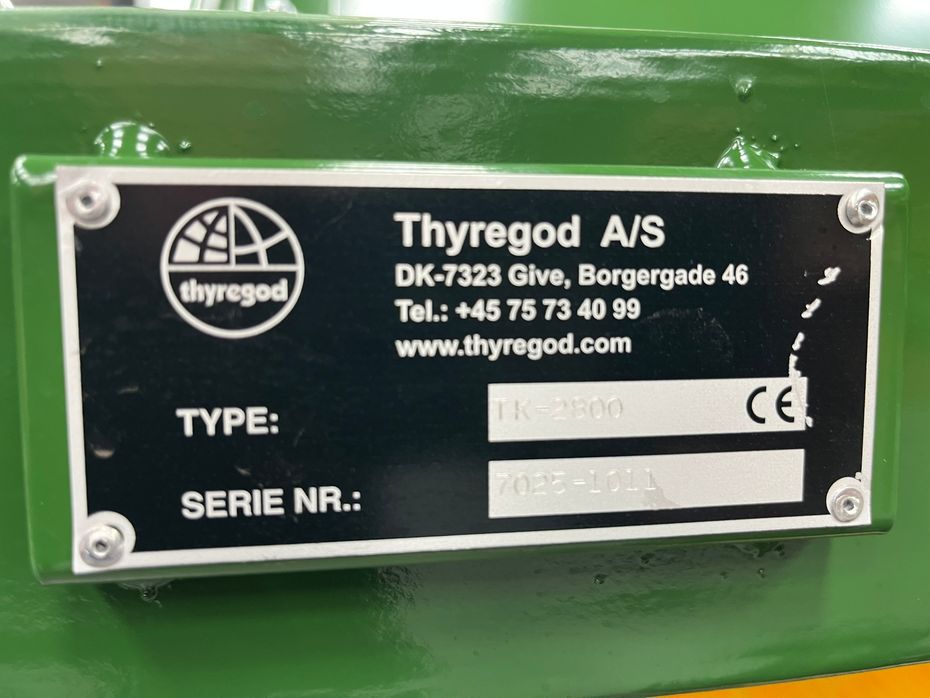 thyregod
Thyregod A/S
DK-7323 Give, Borgergade 46
Tel.: +45 75 73 40 99
www.thyregod.com
TYPE: TK-2800 CE
SERIE NR.: 7025-1011